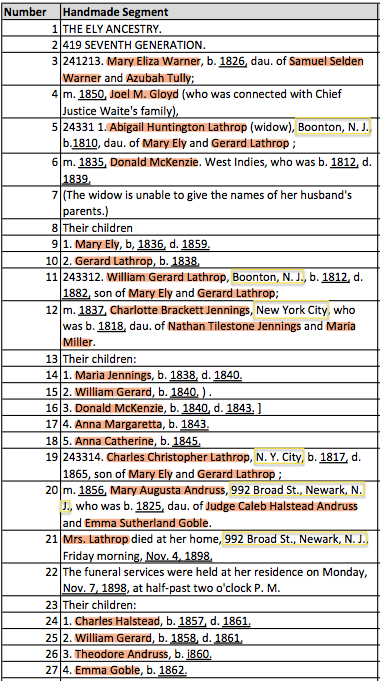 Number Handmade Segment
1 THE ELY ANCESTRY.
2 419 SEVENTH GENERATION.
3 241213. Mary Eliza Warner, b. 1826, dau. of Samuel Selden
Warner and Azubah Tully;
4 m. 1850, Joel M. Gloyd (who was connected with Chief
Justice Waite's family),
5 24331 1. Abigail Huntington Lathrop (widow), Boonton, N. J.,
b.1810, dau. of Mary Ely and Gerard Lathrop ;
6 m. 1835, Donald McKenzie. West Indies, who was b. 1812, d.
1839,
7 (The widow is unable to give the names of her husband's
parents.)
8 Their children
9 1. Mary Ely, b, 1836, d. 1859.
10 2. Gerard Lathrop, b. 1838,
11 243312. William Gerard Lathrop, Boonton, N. J., b. 1812, d.
1882, son of Mary Ely and Gerard Lathrop;
12 m. 1837, Charlotte Brackett Jennings, New York City, who
was b. 1818, dau. of Nathan Tilestone Jennings and Maria
Miller.
13 Their children:
14 1. Maria Jennings, b. 1838, d. 1840.
15 2. William Gerard, b. 1840, ) .
16 3. Donald McKenzie, b. 1840, d. 1843. ]
17 4. Anna Margaretta, b. 1843.
18 5. Anna Catherine, b. 1845.
19 243314. Charles Christopher Lathrop, N. Y. City, b. 1817, d.
1865, son of Mary Ely and Gerard Lathrop ;
20 m. 1856, Mary Augusta Andruss, 992 Broad St., Newark, N.
J., who was b. 1825, dau. of Judge Caleb Halstead Andruss
and Emma Sutherland Goble.
21 Mrs. Lathrop died at her home, 992 Broad St., Newark, N. J.,
Friday morning, Nov. 4, 1898,
22 The funeral services were held at her residence on Monday,
Nov. 7, 1898, at half-past two o'clock P. M.
23 Their children:
24 1. Charles Halstead, b. 1857, d. 1861.
25 2. William Gerard, b. 1858, d. 1861.
26 3. Theodore Andruss, b. i860.
27 4. Emma Goble, b. 1862.